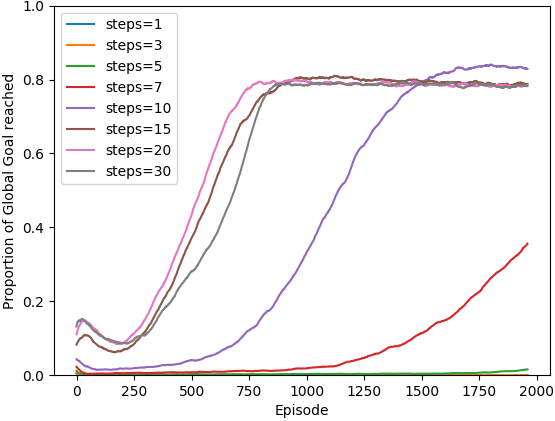 1.0
0.8
0.6
0.4
0.2
0.0
Proportion of Global Goal reached
steps=1
steps=3
steps=5
steps=7
steps=10
steps=15
steps=20
steps=30
0 250 500 750 1000 1250 1500 1750 2000
Episode